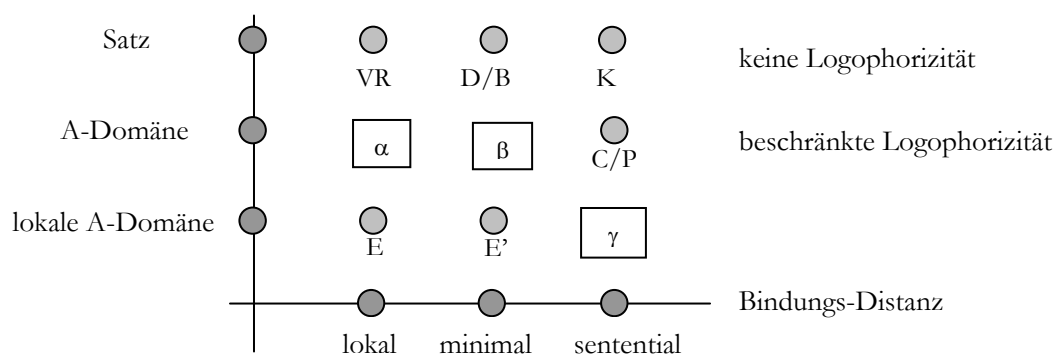 Satz
VR D/B K keine Logophorizität
A-Domäne α β C/P beschränkte Logophorizität
lokale A-Domäne E E’ γ
Bindungs-Distanz
lokal minimal sentential